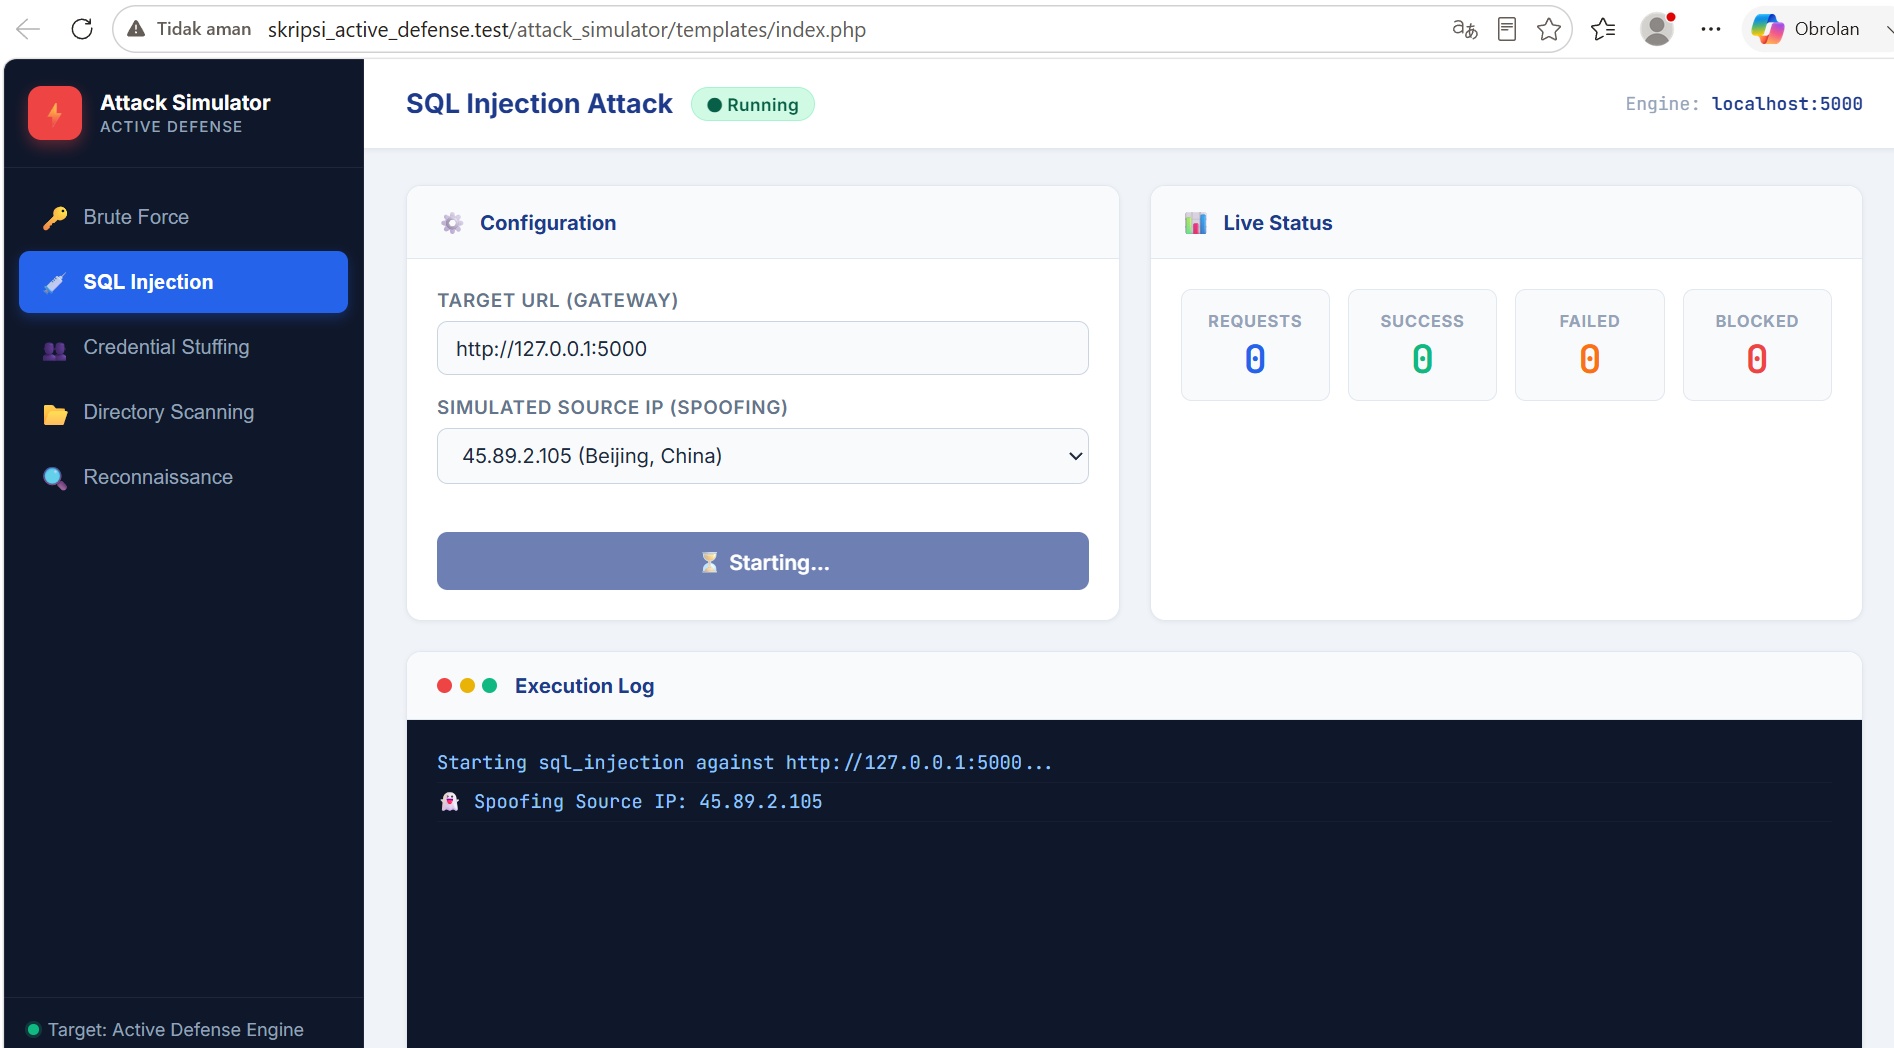 Tidak aman
skripsi_active_defense.test/attack_simulator/templates/index.php
Obrolan
Attack Simulator
ACTIVE DEFENSE
Brute Force
SQL Injection
Credential Stuffing
Directory Scanning
Reconnaissance
Target: Active Defense Engine
SQL Injection Attack
Running
Engine: localhost:5000
Configuration
TARGET URL (GATEWAY)
http://127.0.0.1:5000
SIMULATED SOURCE IP (SPOOFING)
45.89.2.105 (Beijing, China)
Starting...
Live Status
REQUESTS
0
SUCCESS
0
FAILED
0
BLOCKED
0
Execution Log
Starting sql_injection against http://127.0.0.1:5000...
Spoofing Source IP: 45.89.2.105